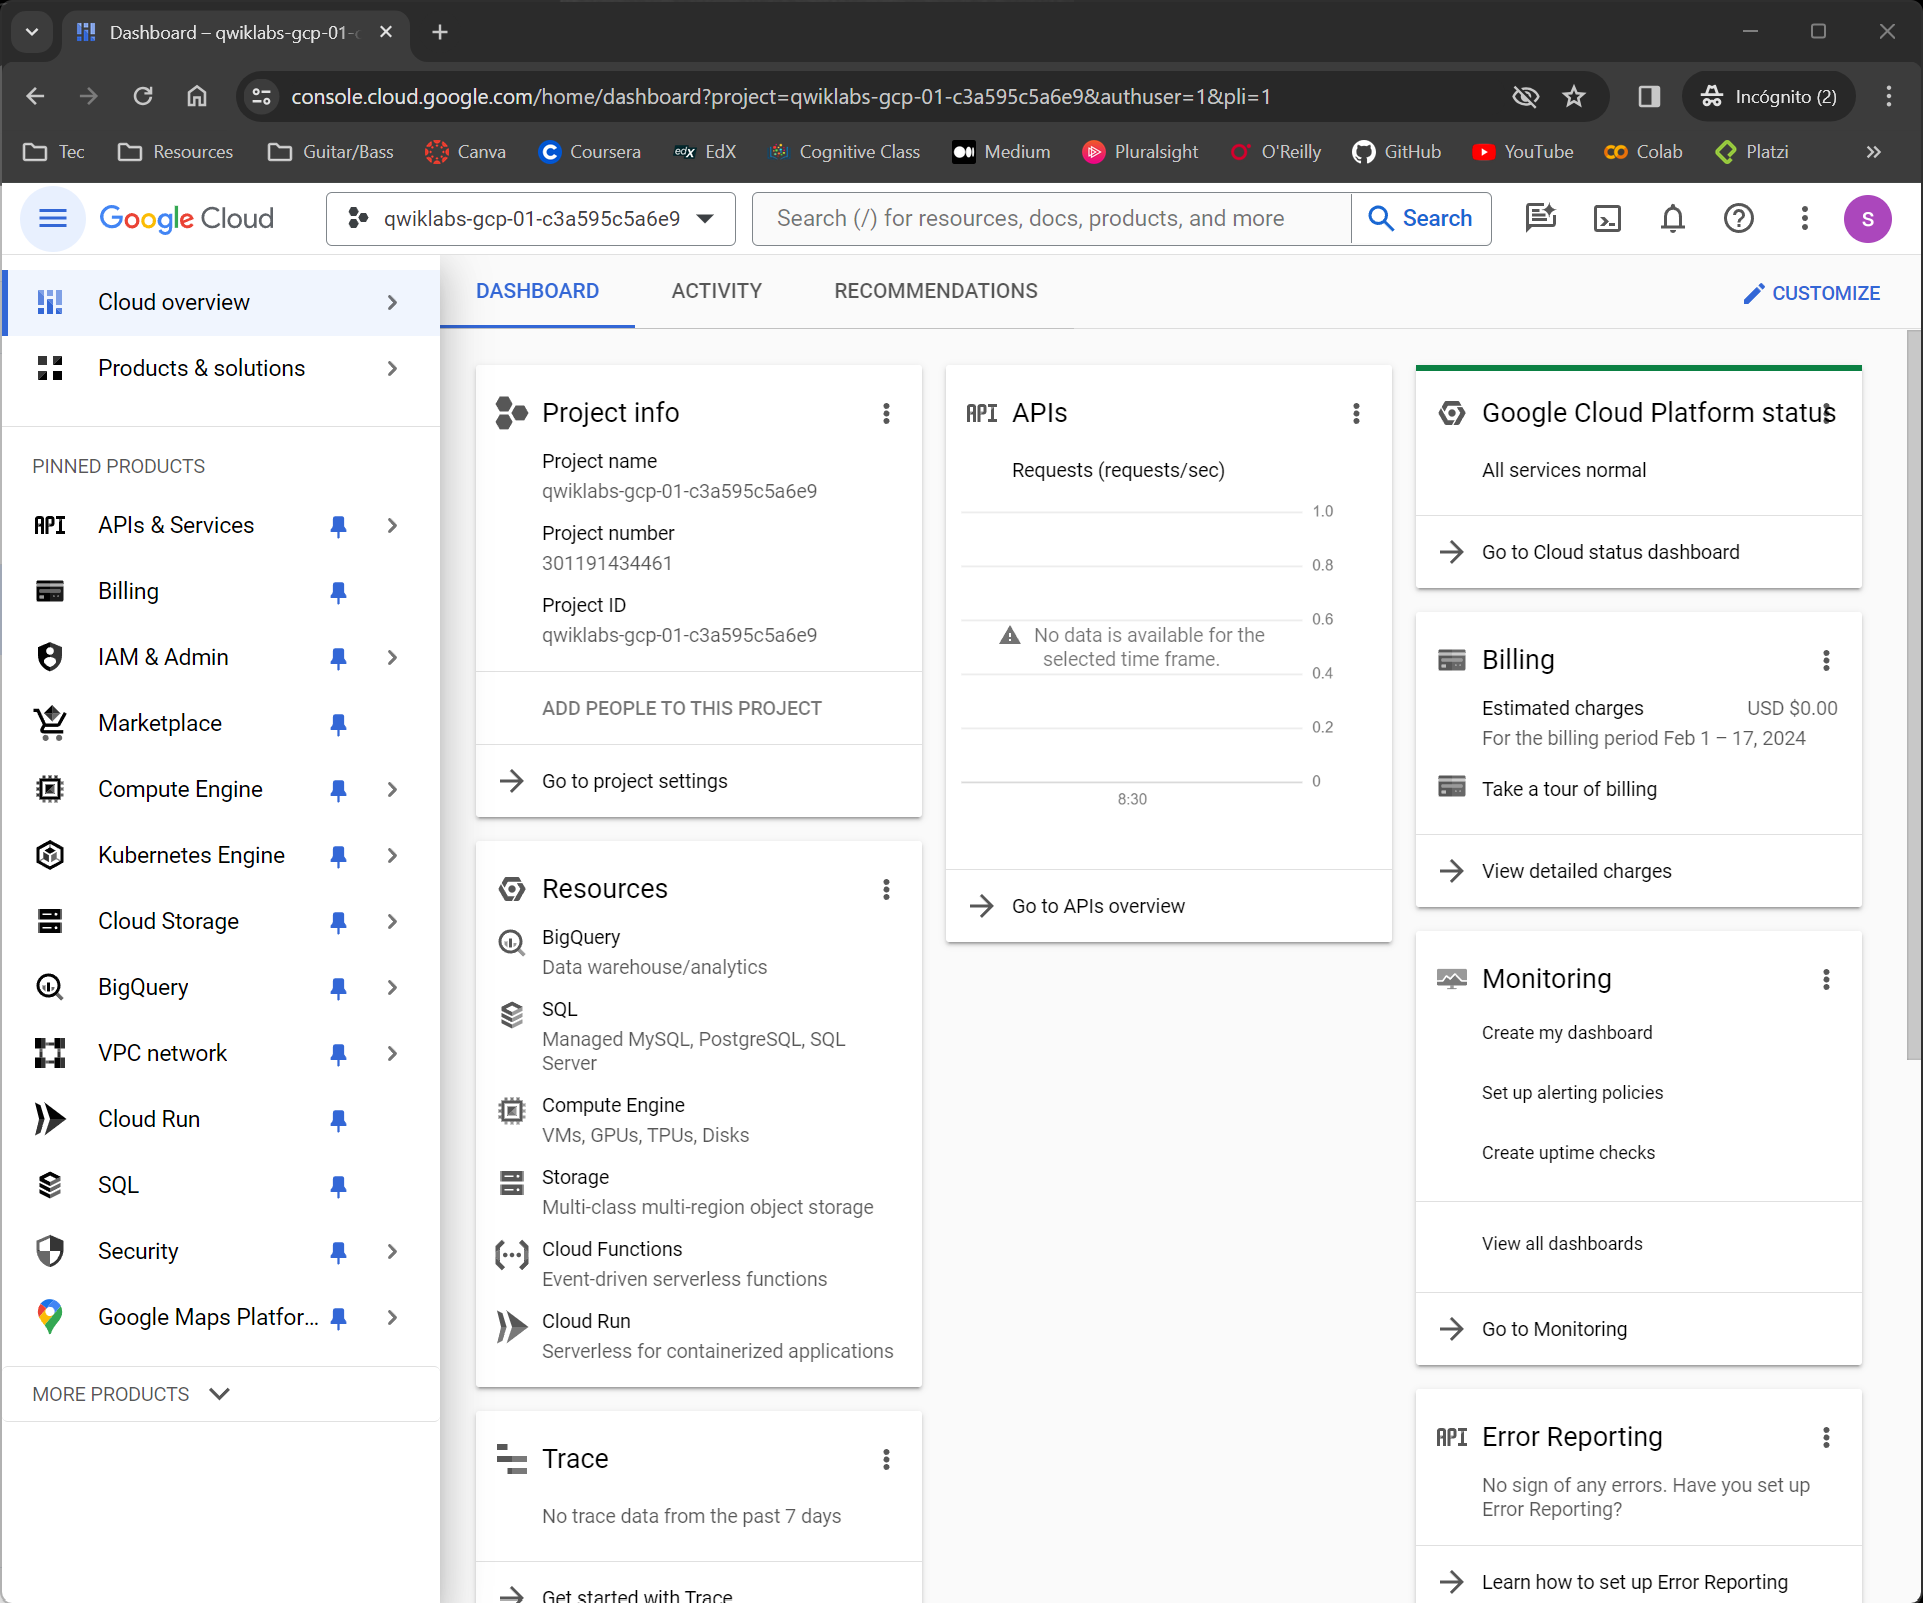 Dashboard – qwiklabs-gcp-01-
console.cloud.google.com/home/dashboard?project=qwiklabs-gcp-01-c3a595c5a6e9&authuser=1&pli=1
Incógnito (2)
Tec
Resources
Guitar/Bass
Canva
Coursera
edX
EdX
Cognitive Class
Medium
Pluralsight
O'Reilly
GitHub
YouTube
Colab
Platzi
Google Cloud
qwiklabs-gcp-01-c3a595c5a6e9
Search (/) for resources, docs, products, and more
Search
S
Cloud overview
Products & solutions
PINNED PRODUCTS
API APIs & Services
Billing
IAM & Admin
Marketplace
Compute Engine
Kubernetes Engine
Cloud Storage
BigQuery
VPC network
Cloud Run
SQL
Security
Google Maps Platfor...
MORE PRODUCTS
DASHBOARD
ACTIVITY
RECOMMENDATIONS
CUSTOMIZE
Project info
Project name
qwiklabs-gcp-01-c3a595c5a6e9
Project number
301191434461
Project ID
qwiklabs-gcp-01-c3a595c5a6e9
ADD PEOPLE TO THIS PROJECT
Go to project settings
Resources
BigQuery
Data warehouse/analytics
SQL
Managed MySQL, PostgreSQL, SQL
Server
Compute Engine
VMs, GPUs, TPUs, Disks
Storage
Multi-class multi-region object storage
Cloud Functions
Event-driven serverless functions
Cloud Run
Serverless for containerized applications
Trace
No trace data from the past 7 days
Get started with Trace
API APIs
Requests (requests/sec)
1.0
0.8
0.6
No data is available for the
selected time frame.
0.4
0.2
0
8:30
Go to APIs overview
Google Cloud Platform status
All services normal
Go to Cloud status dashboard
Billing
Estimated charges
USD $0.00
For the billing period Feb 1 – 17, 2024
Take a tour of billing
View detailed charges
Monitoring
Create my dashboard
Set up alerting policies
Create uptime checks
View all dashboards
Go to Monitoring
API Error Reporting
No sign of any errors. Have you set up
Error Reporting?
Learn how to set up Error Reporting